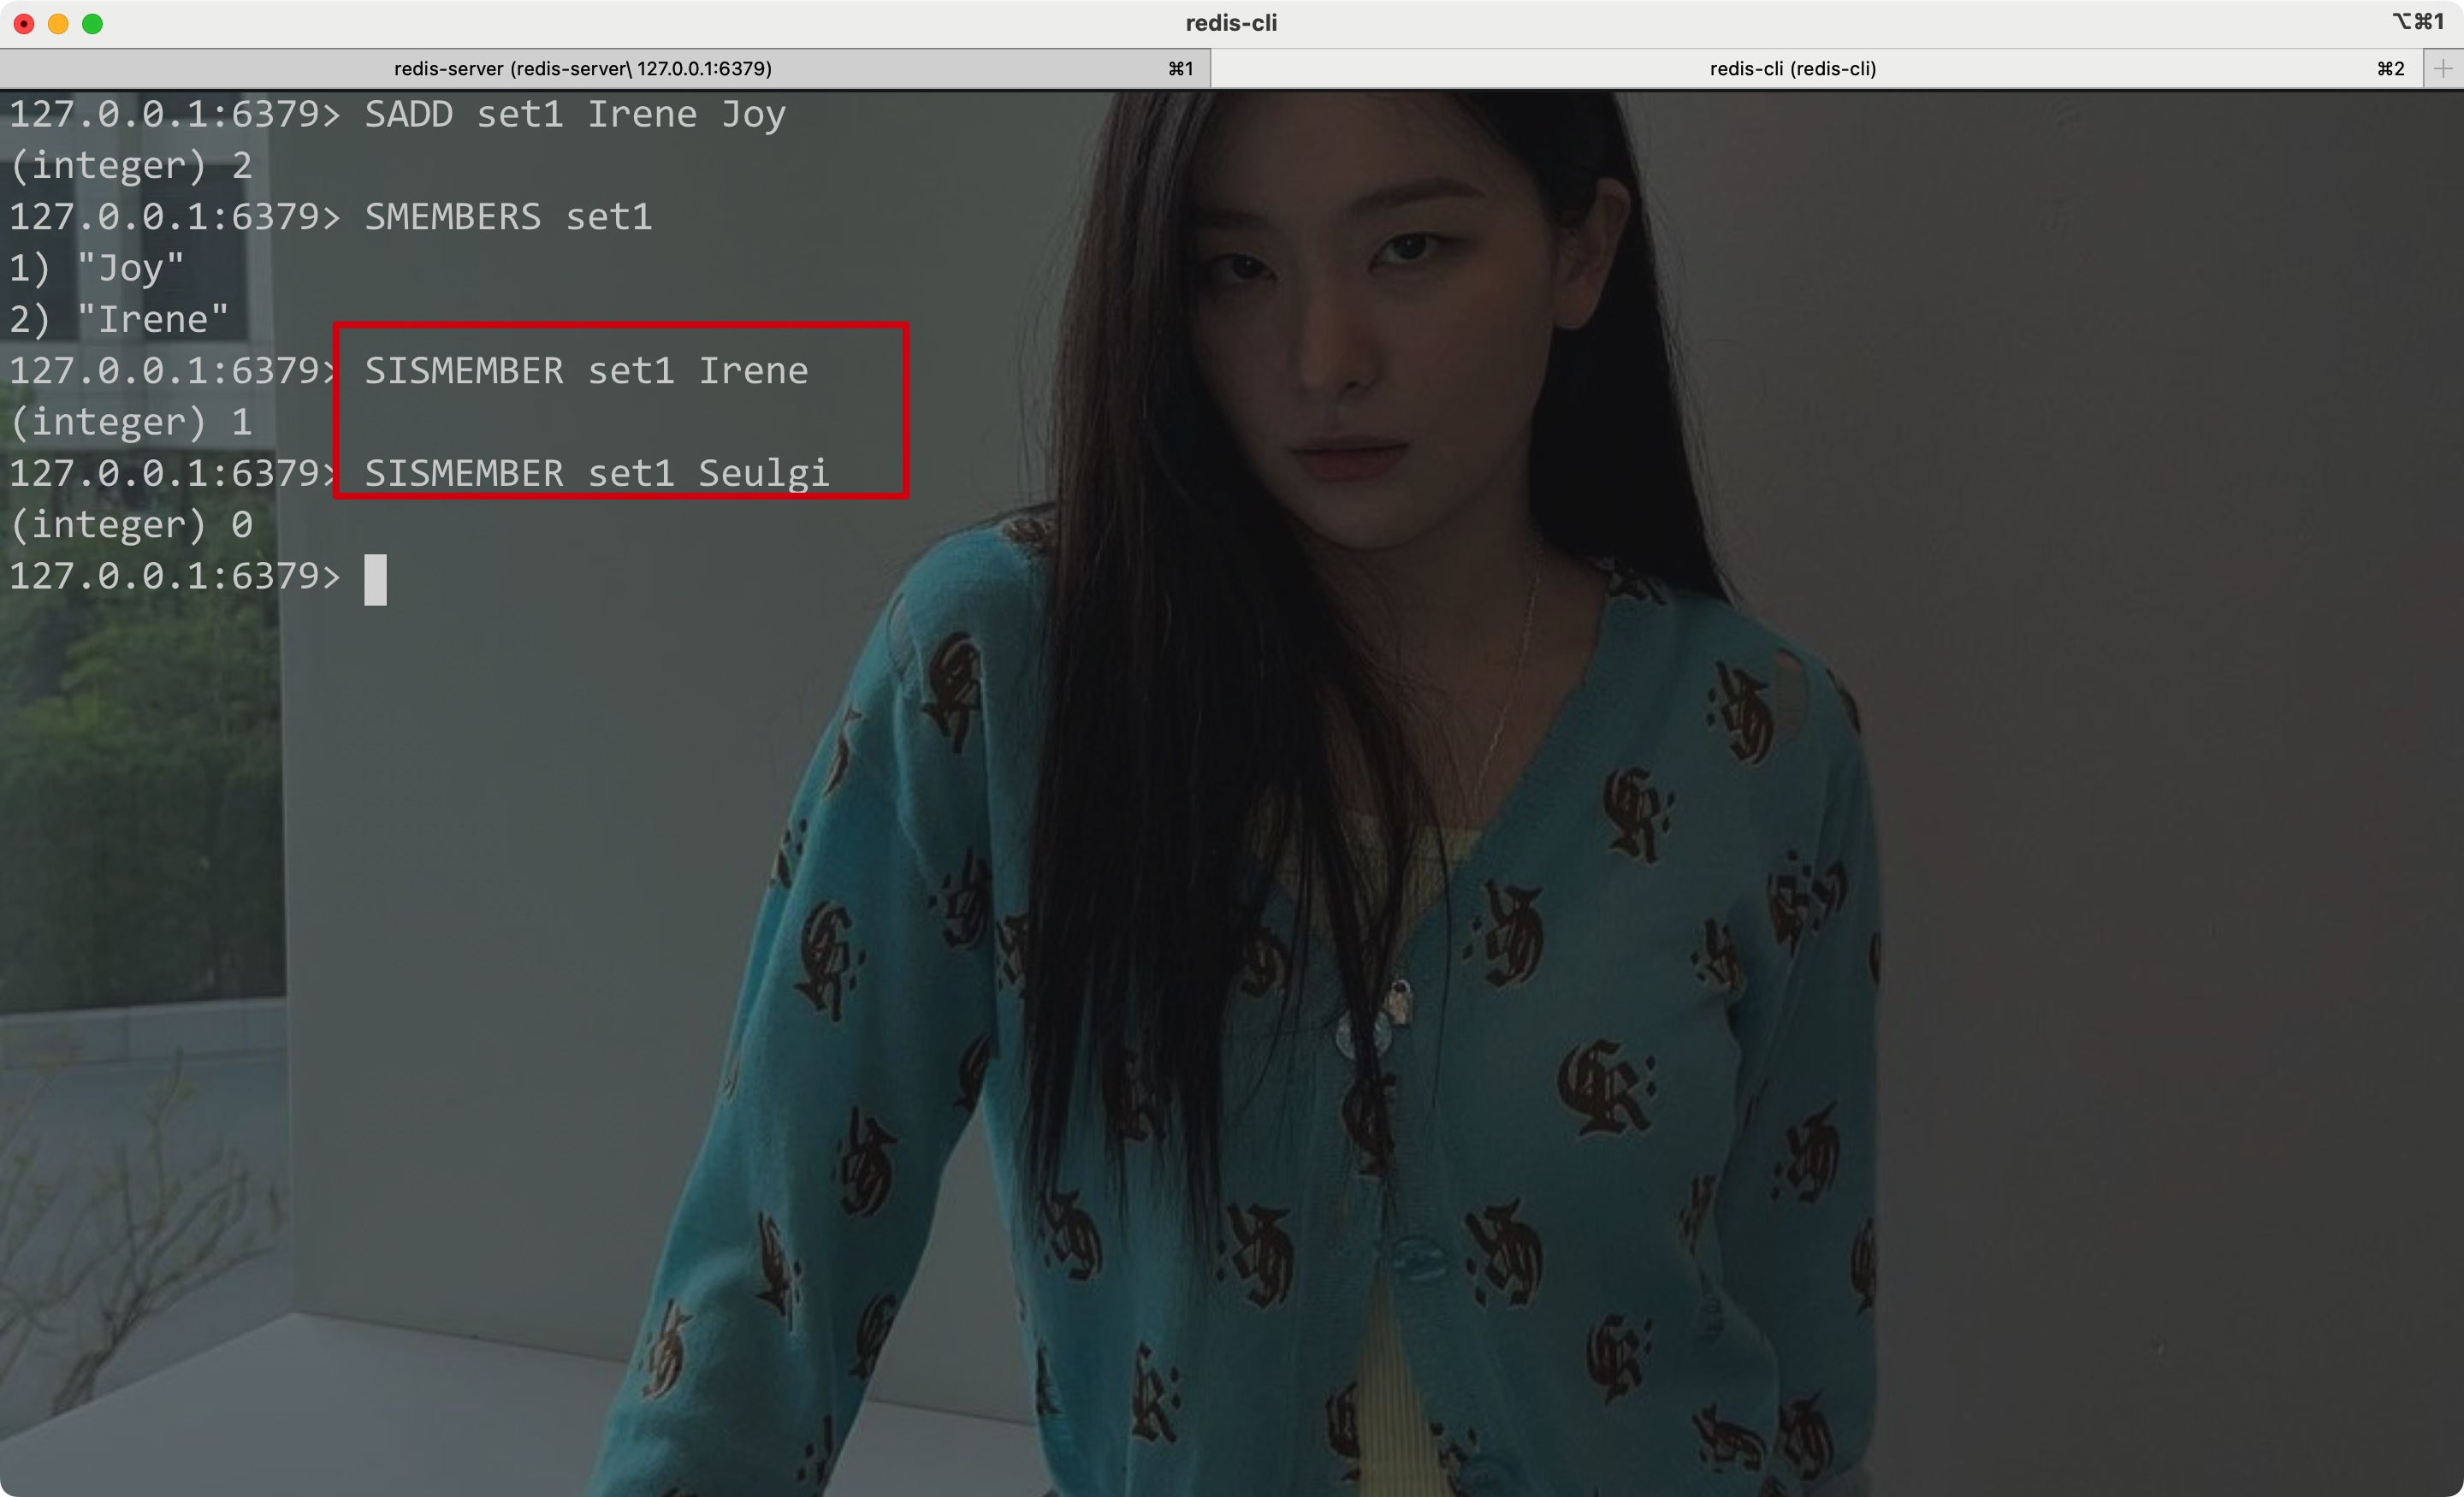 redis-cli
⌥⌘1
redis-server (redis-server\ 127.0.0.1:6379)
⌘1
redis-cli (redis-cli)
⌘2
127.0.0.1:6379> SADD set1 Irene Joy
(integer) 2
127.0.0.1:6379> SMEMBERS set1
1) "Joy"
2) "Irene"
127.0.0.1:6379> SISMEMBER set1 Irene
(integer) 1
127.0.0.1:6379> SISMEMBER set1 Seulgi
(integer) 0
127.0.0.1:6379>